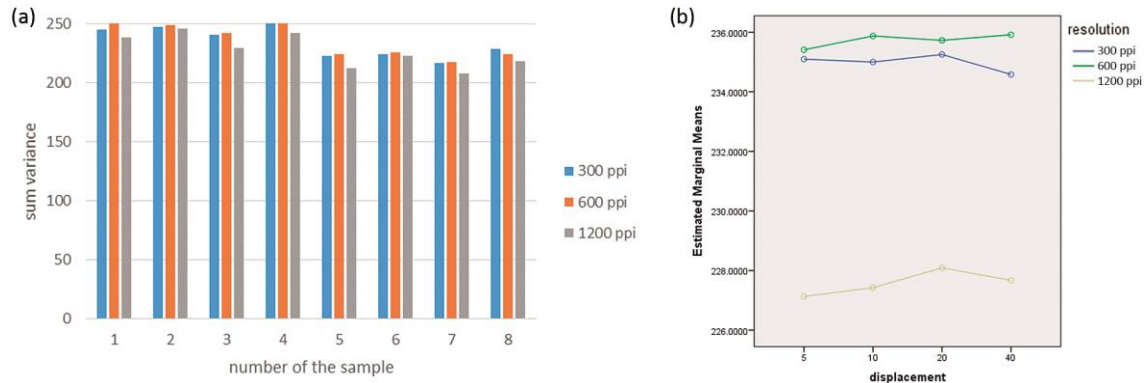 (a)
250
200
150
100
50
0
sum variance
1 2 3 4 5 6 7 8
number of the sample
300 ppi
600 ppi
1200 ppi
(b)
236.0000
234.0000
232.0000
230.0000
228.0000
226.0000
Estimated Marginal Means
5 10 20 40
displacement
resolution
300 ppi
600 ppi
1200 ppi